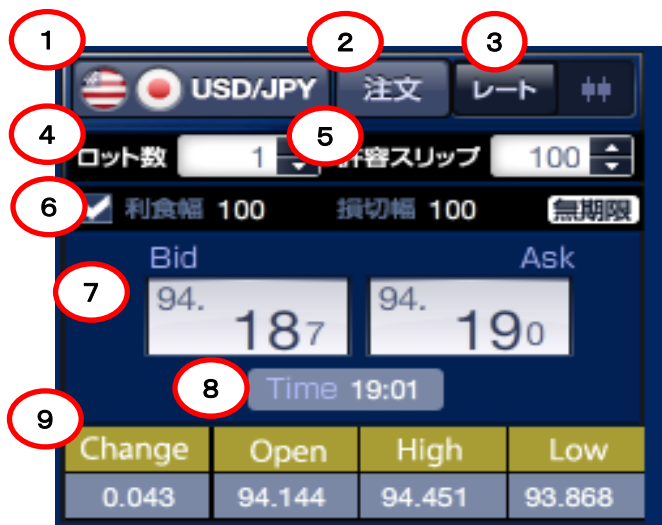 1 2 3
USD/JPY 注文 レート
4 5
ロット数 1 許容スリップ 100
6 利食幅 100 損切幅 100 無期限
Bid Ask
7 94.187 94.190
8 Time 19:01
9
Change Open High Low
0.043 94.144 94.451 93.868